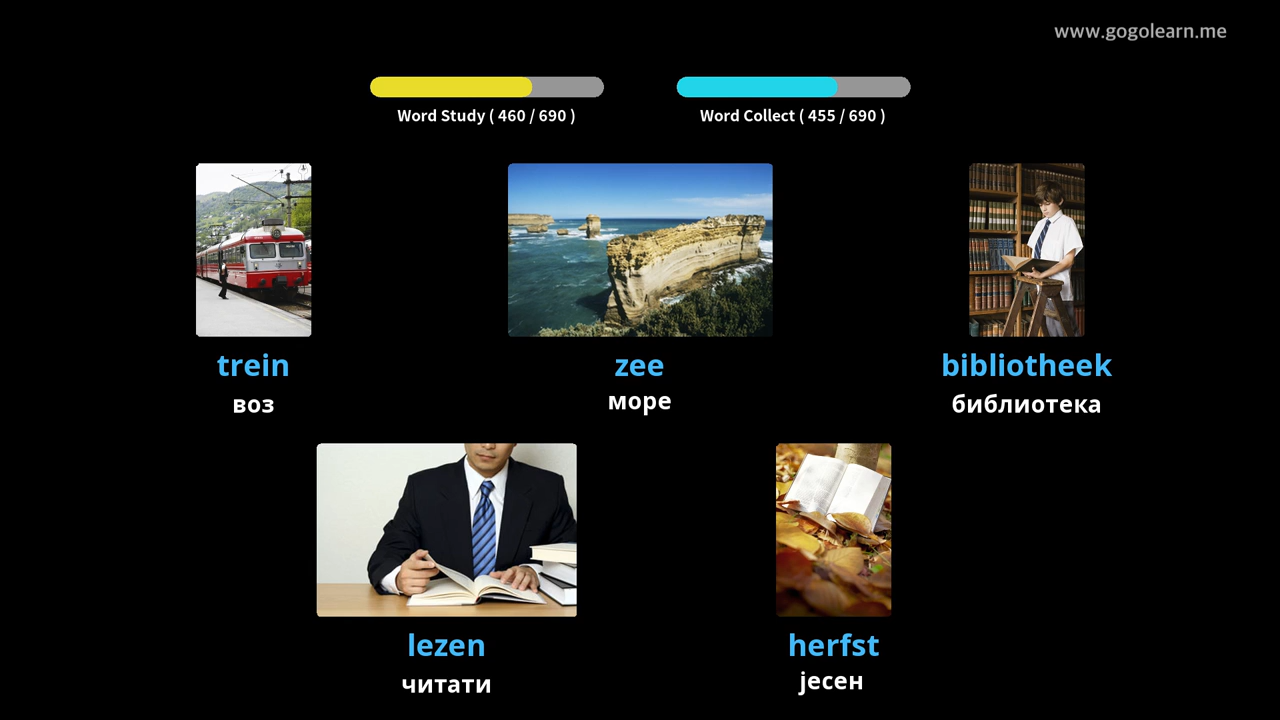 www.gogolearn.me
Word Study ( 460 / 690 )
Word Collect ( 455 / 690 )
trein
воз
zee
море
bibliotheek
библиотека
lezen
читати
herfst
јесен